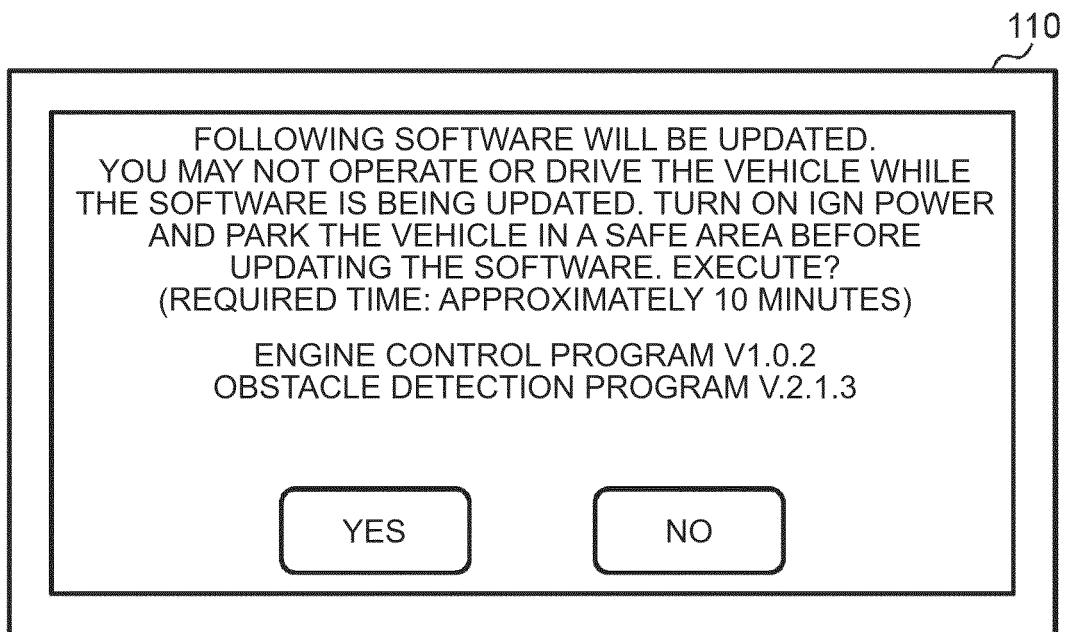 110
FOLLOWING SOFTWARE WILL BE UPDATED.
YOU MAY NOT OPERATE OR DRIVE THE VEHICLE WHILE
THE SOFTWARE IS BEING UPDATED. TURN ON IGN POWER
AND PARK THE VEHICLE IN A SAFE AREA BEFORE
UPDATING THE SOFTWARE. EXECUTE?
(REQUIRED TIME: APPROXIMATELY 10 MINUTES)
ENGINE CONTROL PROGRAM V1.0.2
OBSTACLE DETECTION PROGRAM V.2.1.3
YES NO